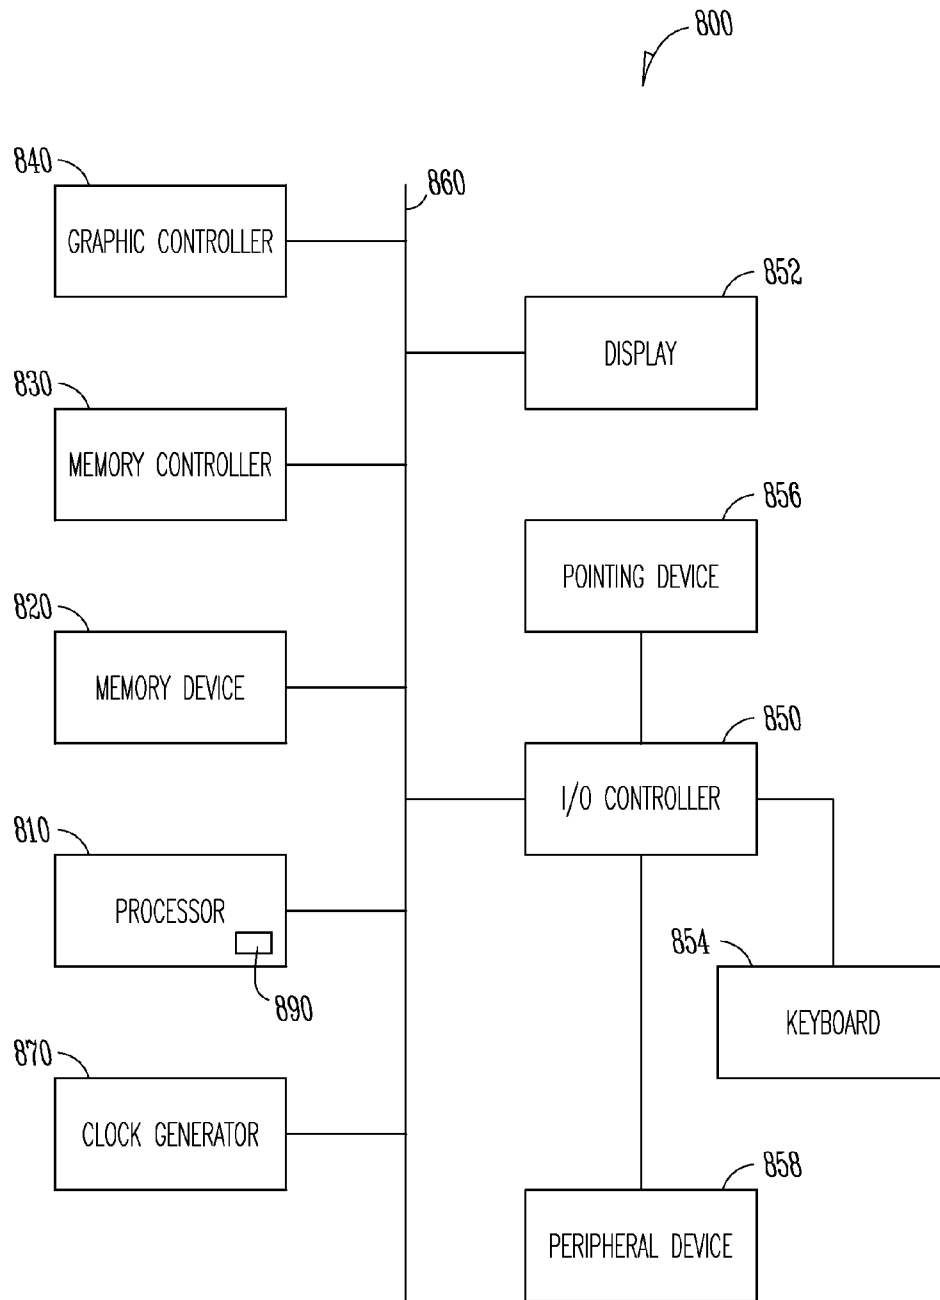 800
840
860
GRAPHIC CONTROLLER
852
DISPLAY
830
MEMORY CONTROLLER
856
POINTING DEVICE
820
MEMORY DEVICE
850
I/O CONTROLLER
810
PROCESSOR
890
854
KEYBOARD
870
CLOCK GENERATOR
858
PERIPHERAL DEVICE